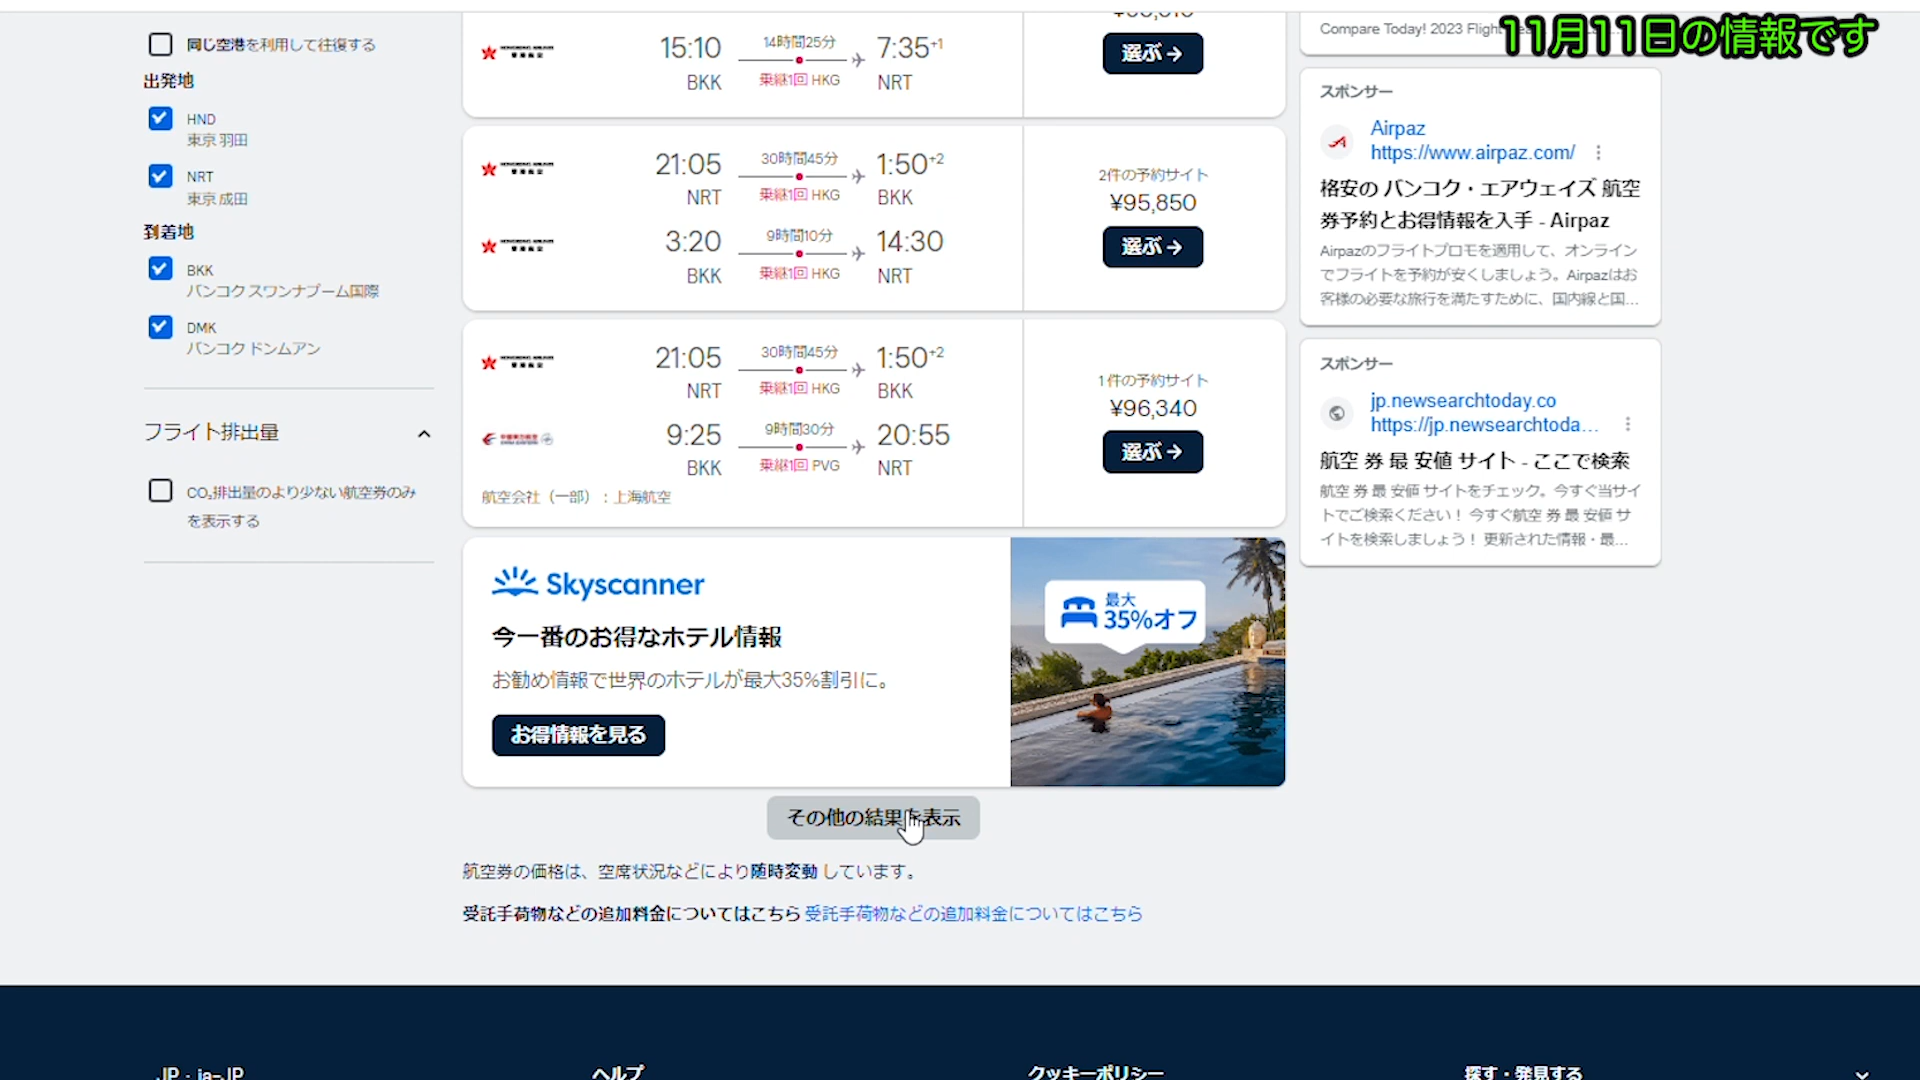 11月11日の情報です
同じ空港を利用して往復する
出発地
HND
東京 羽田
NRT
東京 成田
到着地
BKK
バンコク スワンナプーム国際
DMK
バンコク ドンムアン
フライト排出量
CO₂排出量のより少ない航空券のみ
を表示する
15:10 14時間25分 7:35+1
BKK 乗継1回 HKG NRT
選ぶ→
21:05 30時間45分 1:50+2
NRT 乗継1回 HKG BKK
3:20 9時間10分 14:30
BKK 乗継1回 HKG NRT
2件の予約サイト
¥95,850
選ぶ→
21:05 30時間45分 1:50+2
NRT 乗継1回 HKG BKK
9:25 9時間30分 20:55
BKK 乗継1回 PVG NRT
航空会社（一部）：上海航空
1件の予約サイト
¥96,340
選ぶ→
Skyscanner
今一番のお得なホテル情報
お勧め情報で世界のホテルが最大35%割引に。
お得情報を見る
最大
35%オフ
その他の結果を表示
航空券の価格は、空席状況などにより随時変動 しています。
受託手荷物などの追加料金についてはこちら 受託手荷物などの追加料金についてはこちら
Compare Today! 2023 Flight
スポンサー
Airpaz
https://www.airpaz.com/
格安の バンコク・エアウェイズ 航空
券予約とお得情報を入手 - Airpaz
Airpazのフライトプロモを適用して、オンライン
でフライトを予約が安くしましょう。Airpazはお
客様の必要な旅行を満たすために、国内線と国...
スポンサー
jp.newsearchtoday.co
https://jp.newsearchtoda...
航空 券 最 安値 サイト - ここで検索
航空 券 最 安値 サイトをチェック。今すぐ当サイ
トでご検索ください！ 今すぐ航空 券 最 安値 サ
イトを検索しましょう！ 更新された情報・最...
JP · ja-JP
ヘルプ
クッキーポリシー
探す・発見する